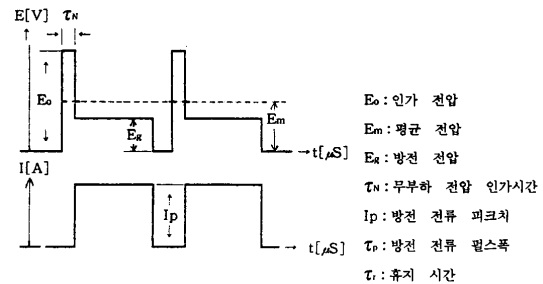 E[V] τN
Eo
Eg
Em
t[μS]
I[A]
Ip
t[μS]
Eo : 인가 전압
Em : 평균 전압
Eg : 방전 전압
τN : 무부하 전압 인가시간
Ip : 방전 전류 피크치
τp : 방전 전류 펄스폭
τr : 휴지 시간